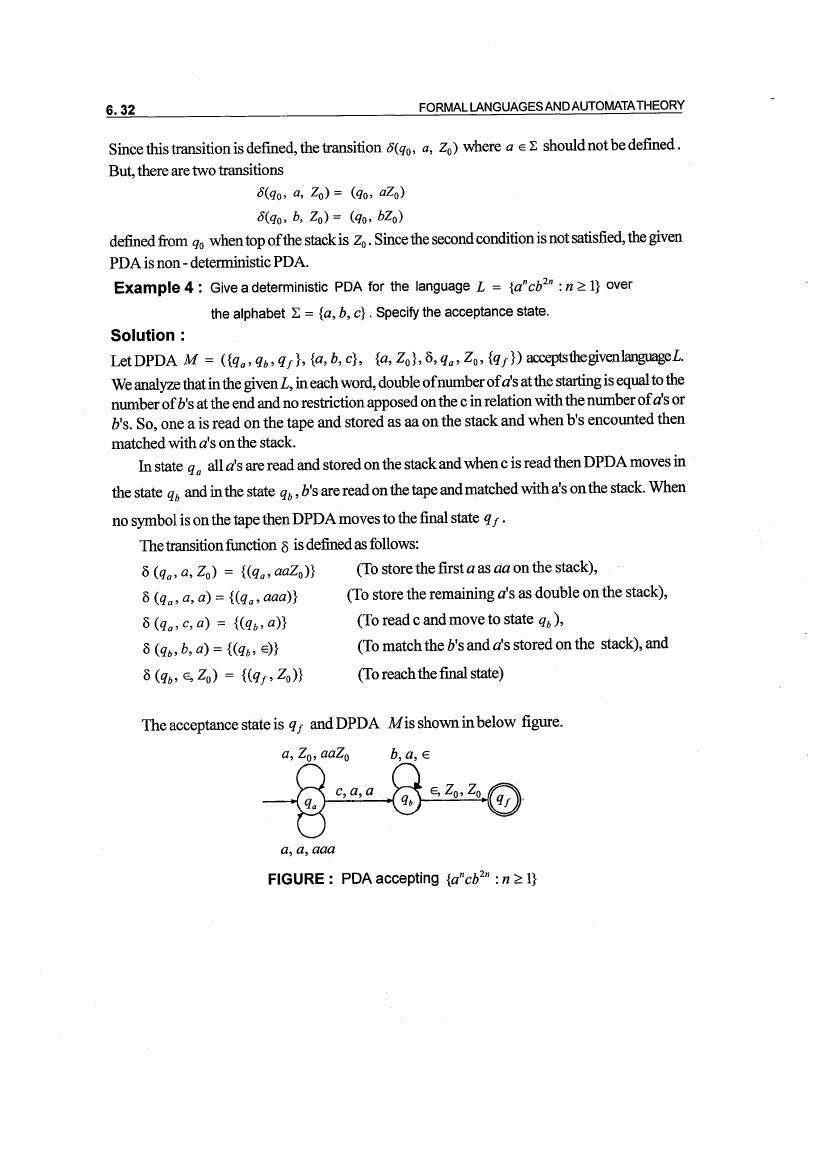 6.32 FORMAL LANGUAGES AND AUTOMATA THEORY
Since this transition is defined, the transition δ(q₀, a, Z₀) where a ∈ Σ should not be defined.
But, there are two transitions
δ(q₀, a, Z₀) = (q₀, aZ₀)
δ(q₀, b, Z₀) = (q₀, bZ₀)
defined from q₀ when top of the stack is Z₀. Since the second condition is not satisfied, the given
PDA is non - deterministic PDA.
Example 4 : Give a deterministic PDA for the language L = {aⁿcb²ⁿ : n ≥ 1} over
the alphabet Σ = {a, b, c}. Specify the acceptance state.
Solution :
Let DPDA M = ({qₐ, q_b, q_f}, {a, b, c}, {a, Z₀}, δ, qₐ, Z₀, {q_f}) accepts the given language L.
We analyze that in the given L, in each word, double of number of a's at the starting is equal to the
number of b's at the end and no restriction apposed on the c in relation with the number of a's or
b's. So, one a is read on the tape and stored as aa on the stack and when b's encounted then
matched with a's on the stack.
In state qₐ all a's are read and stored on the stack and when c is read then DPDA moves in
the state q_b and in the state q_b, b's are read on the tape and matched with a's on the stack. When
no symbol is on the tape then DPDA moves to the final state q_f.
The transition function δ is defined as follows:
δ (qₐ, a, Z₀) = {(qₐ, aaZ₀)} (To store the first a as aa on the stack),
δ (qₐ, a, a) = {(qₐ, aaa)} (To store the remaining a's as double on the stack),
δ (qₐ, c, a) = {(q_b, a)} (To read c and move to state q_b),
δ (q_b, b, a) = {(q_b, ∈)} (To match the b's and a's stored on the stack), and
δ (q_b, ∈, Z₀) = {(q_f, Z₀)} (To reach the final state)
The acceptance state is q_f and DPDA M is shown in below figure.
a, Z₀, aaZ₀ b, a, ∈
qₐ c, a, a q_b ∈, Z₀, Z₀ q_f
a, a, aaa
FIGURE : PDA accepting {aⁿcb²ⁿ : n ≥ 1}